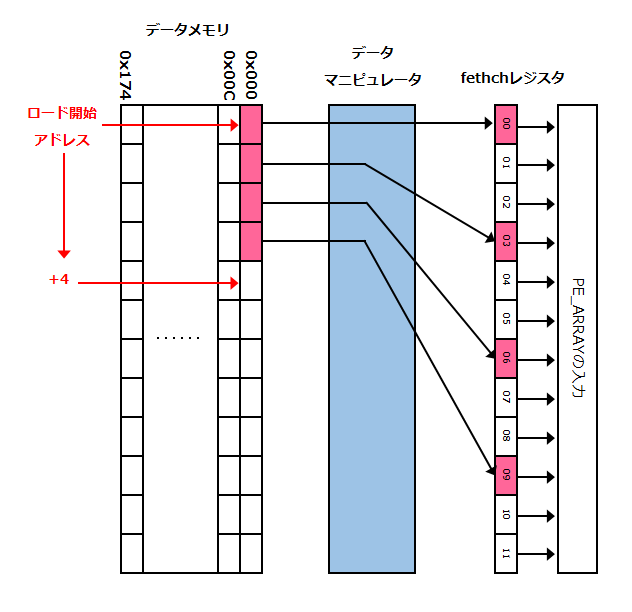 データメモリ
データ
マニピュレータ
fethchレジスタ
0x174
0x00C
0x000
ロード開始
アドレス
+4
......
00
01
02
03
04
05
06
07
08
09
10
11
PE_ARRAYの入力